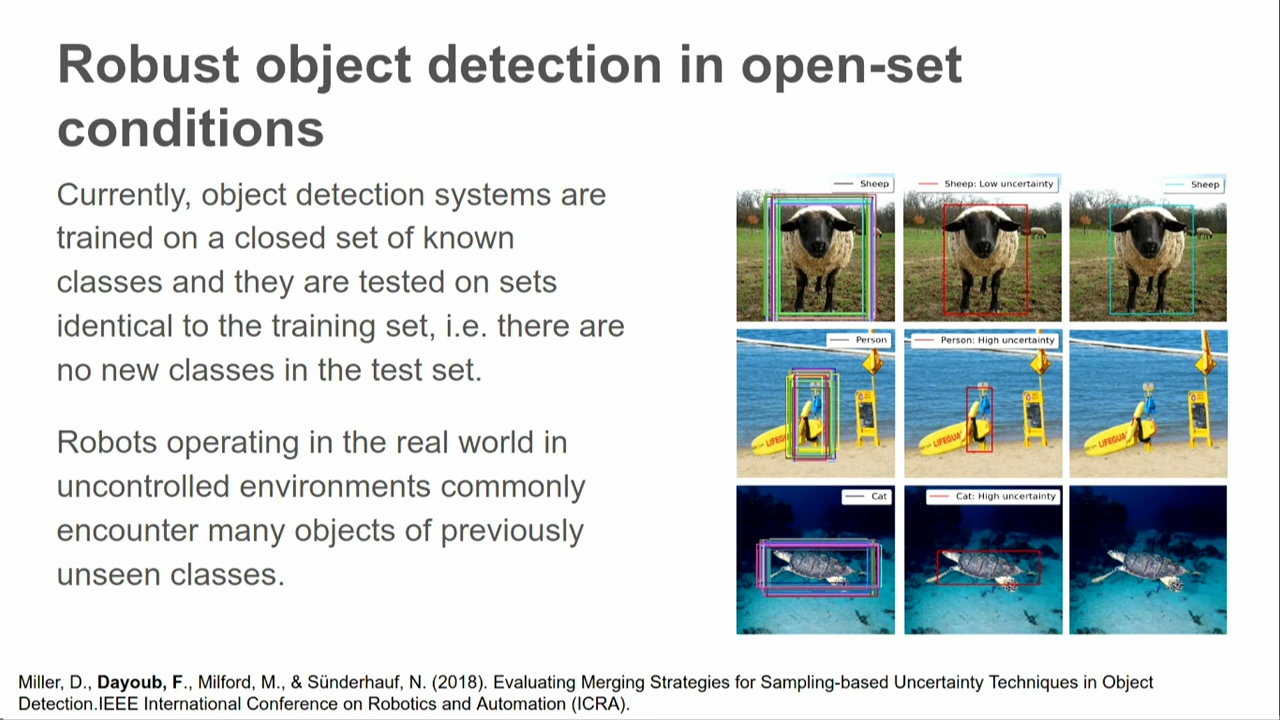 Robust object detection in open-set
conditions
Currently, object detection systems are
trained on a closed set of known
classes and they are tested on sets
identical to the training set, i.e. there are
no new classes in the test set.
Robots operating in the real world in
uncontrolled environments commonly
encounter many objects of previously
unseen classes.
Sheep
Sheep: Low uncertainty
Sheep
Person
Person: High uncertainty
LIFEGUA
LIFEGUA
LIFEGUA
Cat
Cat: High uncertainty
Miller, D., Dayoub, F., Milford, M., & Sünderhauf, N. (2018). Evaluating Merging Strategies for Sampling-based Uncertainty Techniques in Object
Detection.IEEE International Conference on Robotics and Automation (ICRA).